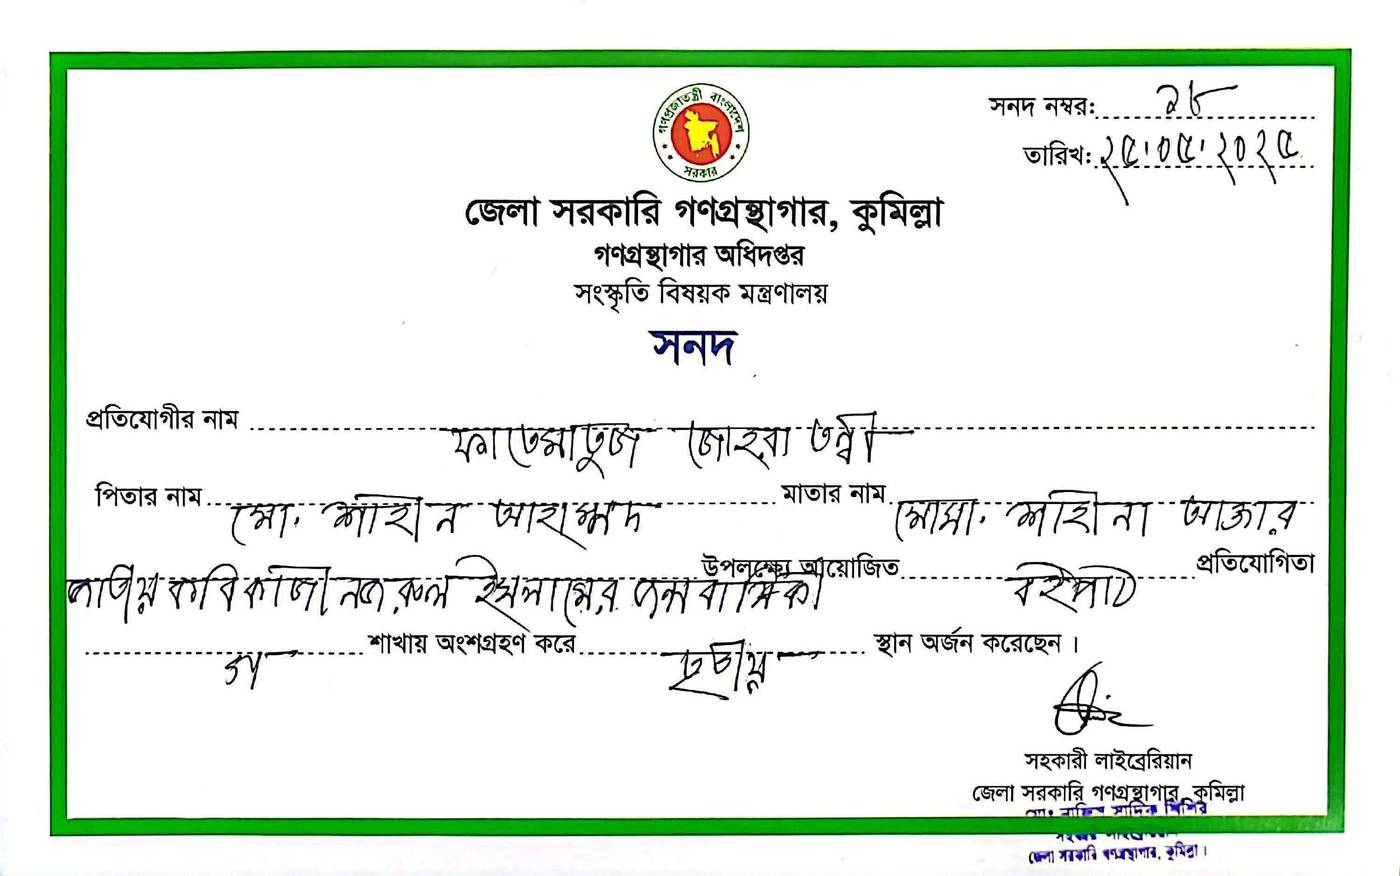 গণপ্রজাতন্ত্রী বাংলাদেশ
সরকার
সনদ নম্বর: ২৮
তারিখ: ২৫.০৫.২০২৫
জেলা সরকারি গণগ্রন্থাগার, কুমিল্লা
গণগ্রন্থাগার অধিদপ্তর
সংস্কৃতি বিষয়ক মন্ত্রণালয়
সনদ
প্রতিযোগীর নাম ফাতেমাতুজ জোহরা তন্বী
পিতার নাম মো. শাহীন আহাম্মদ মাতার নাম মোসা. শাহিনা আক্তার
জাতীয় কবি কাজী নজরুল ইসলামের জন্মবার্ষিকী উপলক্ষ্যে আয়োজিত বইপাঠ প্রতিযোগিতা
গ শাখায় অংশগ্রহণ করে তৃতীয় স্থান অর্জন করেছেন।
সহকারী লাইব্রেরিয়ান
জেলা সরকারি গণগ্রন্থাগার, কুমিল্লা
মোঃ সাদিক শিশির
জেলা সরকারি গণগ্রন্থাগার, কুমিল্লা।